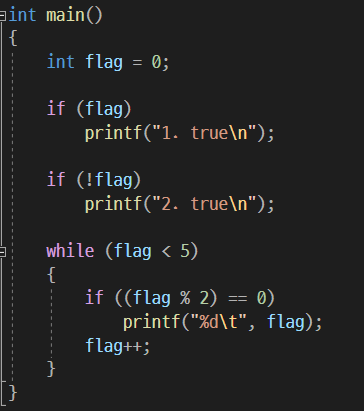 int main()
{
int flag = 0;
if (flag)
printf("1. true\n");
if (!flag)
printf("2. true\n");
while (flag < 5)
{
if ((flag % 2) == 0)
printf("%d\t", flag);
flag++;
}
}